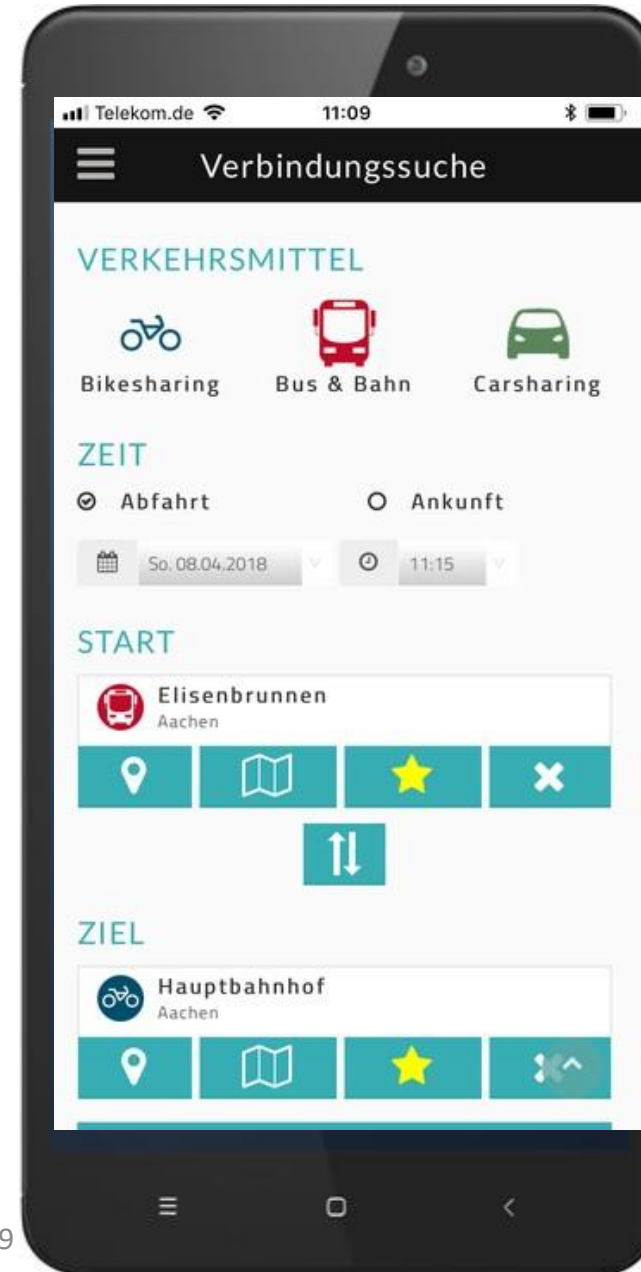 Telekom.de 11:09
Verbindungssuche
VERKEHRSMITTEL
Bikesharing Bus & Bahn Carsharing
ZEIT
Abfahrt Ankunft
So. 08.04.2018 11:15
START
Elisenbrunnen
Aachen
ZIEL
Hauptbahnhof
Aachen
9